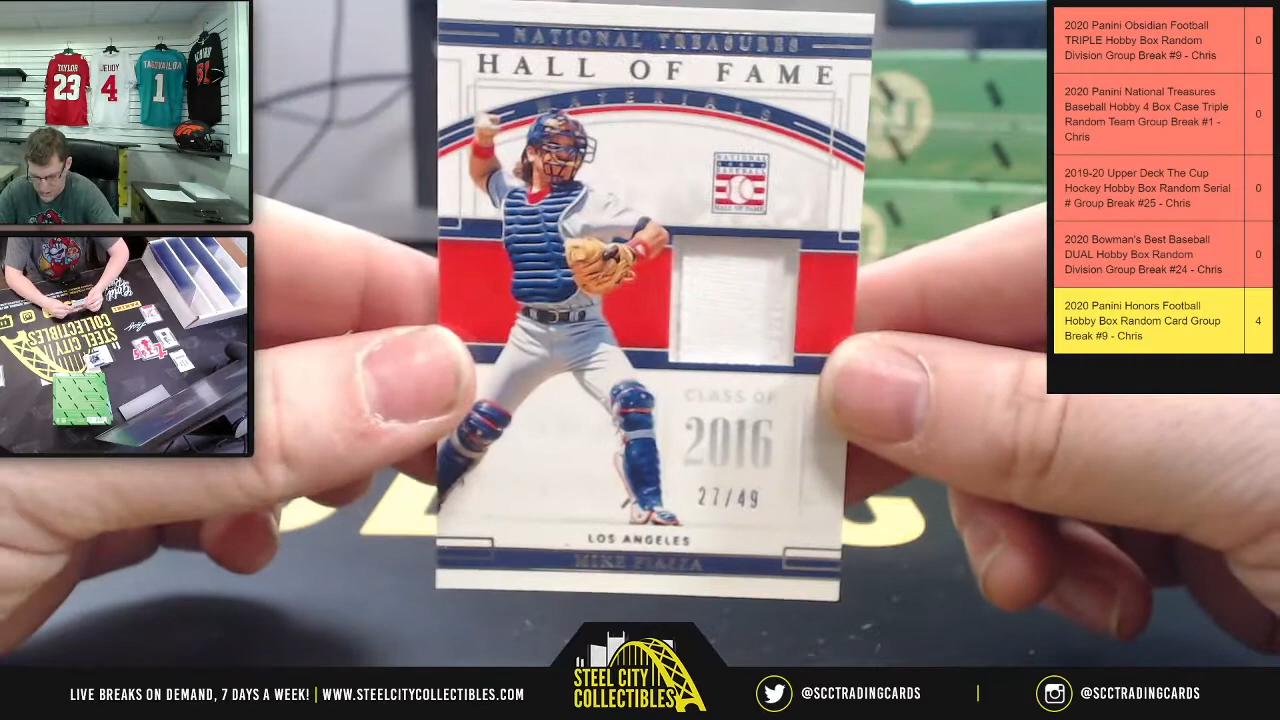 TAYLOR
23
JEUDY
4
TAGOVAILOA
1
51
STEEL CITY
COLLECTIBLES
NATIONAL TREASURES
HALL OF FAME
MATERIALS
NATIONAL
BASEBALL
HALL OF FAME
CLASS OF
2016
27/49
LOS ANGELES
MIKE PIAZZA
2020 Panini Obsidian Football
TRIPLE Hobby Box Random
Division Group Break #9 - Chris
0
2020 Panini National Treasures
Baseball Hobby 4 Box Case Triple
Random Team Group Break #1 -
Chris
0
2019-20 Upper Deck The Cup
Hockey Hobby Box Random Serial
# Group Break #25 - Chris
0
2020 Bowman's Best Baseball
DUAL Hobby Box Random
Division Group Break #24 - Chris
0
2020 Panini Honors Football
Hobby Box Random Card Group
Break #9 - Chris
4
LIVE BREAKS ON DEMAND, 7 DAYS A WEEK! | WWW.STEELCITYCOLLECTIBLES.COM
STEEL CITY
COLLECTIBLES
@SCCTRADINGCARDS
@SCCTRADINGCARDS